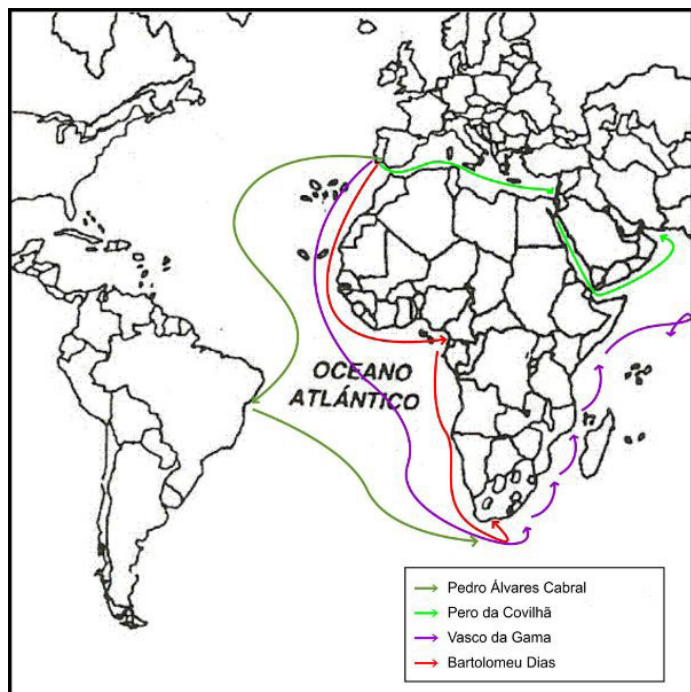 OCEANO
ATLÁNTICO
Pedro Álvares Cabral
Pero da Covilhã
Vasco da Gama
Bartolomeu Dias